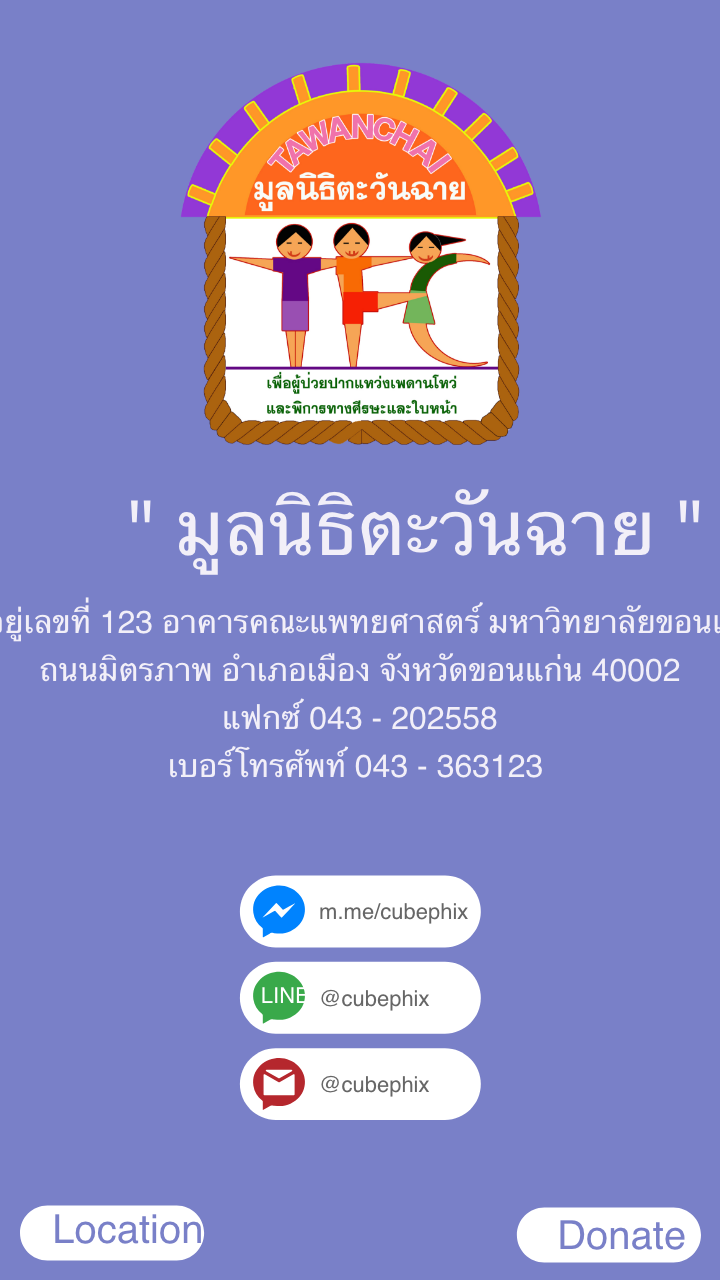 TAWANCHAI
มูลนิธิตะวันฉาย
เพื่อผู้ป่วยปากแหว่งเพดานโหว่
และพิการทางศีรษะและใบหน้า
" มูลนิธิตะวันฉาย "
อยู่เลขที่ 123 อาคารคณะแพทยศาสตร์ มหาวิทยาลัยขอนแ
ถนนมิตรภาพ อำเภอเมือง จังหวัดขอนแก่น 40002
แฟกซ์ 043 - 202558
เบอร์โทรศัพท์ 043 - 363123
m.me/cubephix
LINE
@cubephix
@cubephix
Location
Donate